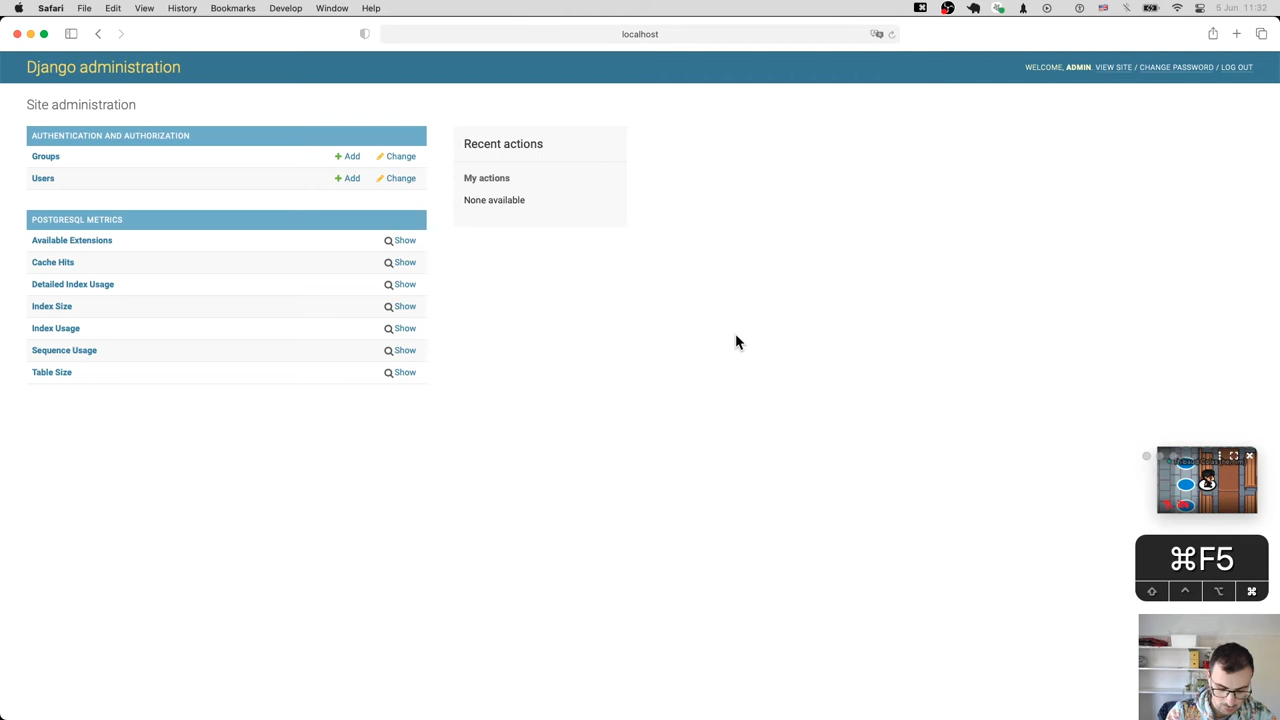 Safari File Edit View History Bookmarks Develop Window Help 5 Jun 11:32
localhost
Django administration
WELCOME, ADMIN. VIEW SITE / CHANGE PASSWORD / LOG OUT
Site administration
AUTHENTICATION AND AUTHORIZATION
Groups Add Change
Users Add Change
POSTGRESQL METRICS
Available Extensions Show
Cache Hits Show
Detailed Index Usage Show
Index Size Show
Index Usage Show
Sequence Usage Show
Table Size Show
Recent actions
My actions
None available
⌘F5